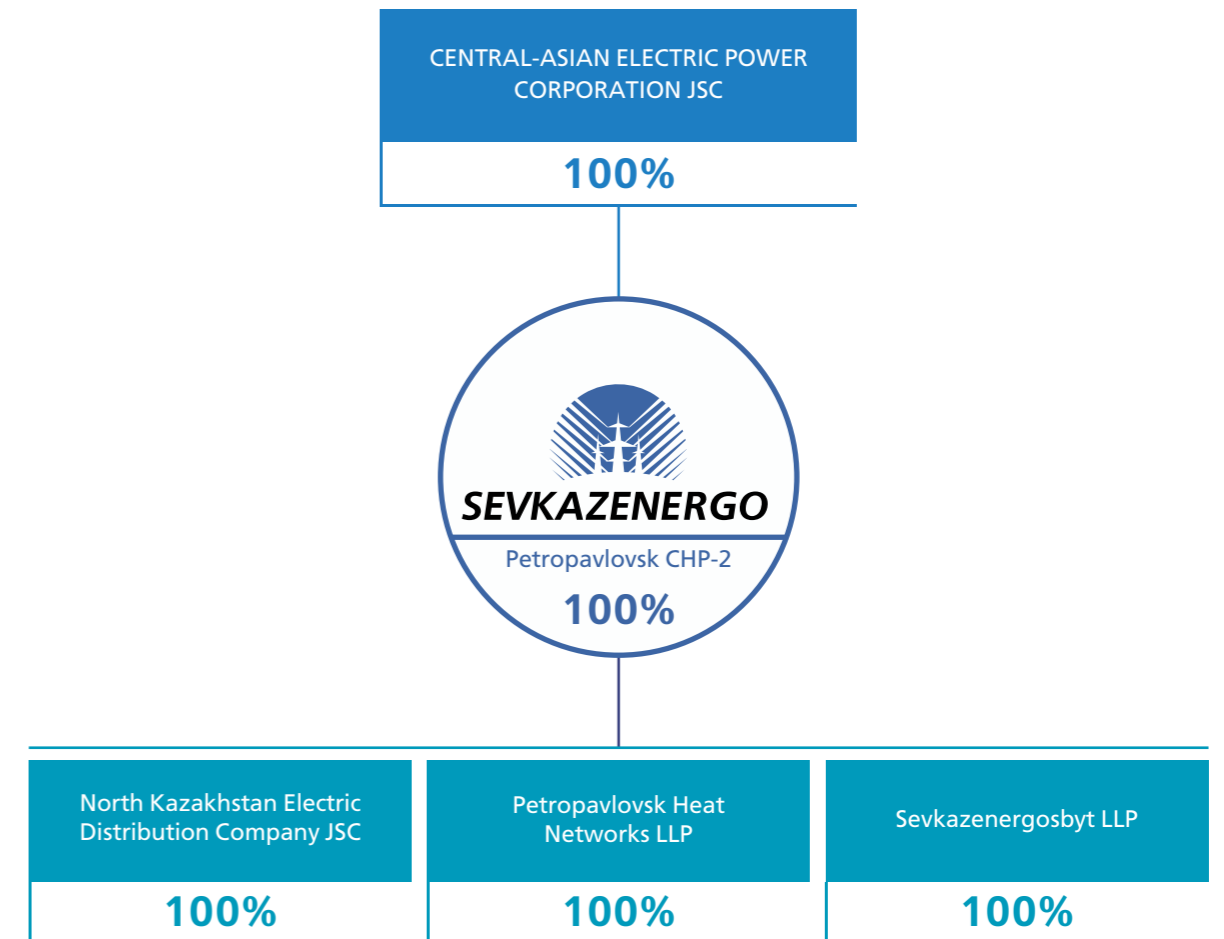 CENTRAL-ASIAN ELECTRIC POWER
CORPORATION JSC
100%
SEVKAZENERGO
Petropavlovsk CHP-2
100%
North Kazakhstan Electric
Distribution Company JSC
100%
Petropavlovsk Heat
Networks LLP
100%
Sevkazenergosbyt LLP
100%